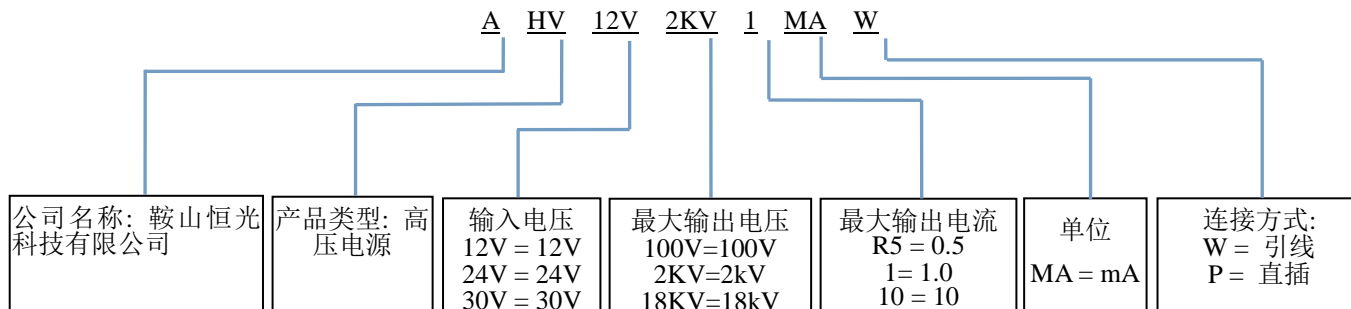 A HV 12V 2KV 1 MA W
公司名称: 鞍山恒光
科技有限公司
产品类型: 高
压电源
输入电压
12V = 12V
24V = 24V
30V = 30V
最大输出电压
100V=100V
2KV=2kV
18KV=18kV
最大输出电流
R5 = 0.5
1= 1.0
10 = 10
单位
MA = mA
连接方式:
W = 引线
P = 直插